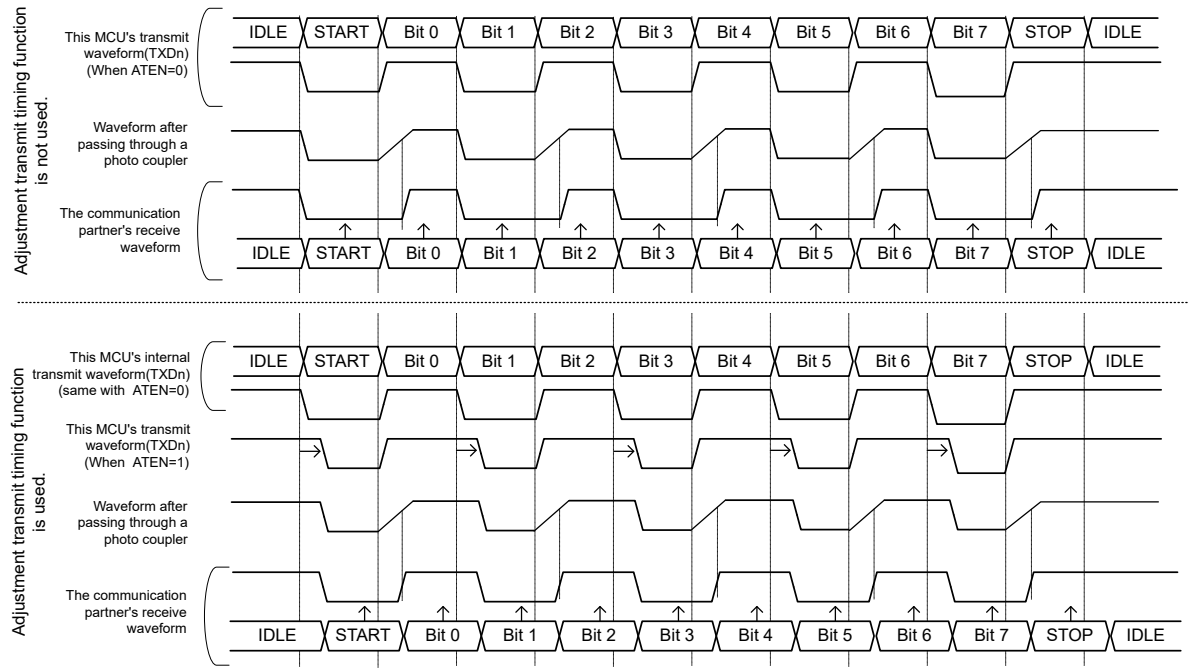 Adjustment transmit timing function
is not used.
This MCU's transmit
waveform(TXDn)
(When ATEN=0)
IDLE START Bit 0 Bit 1 Bit 2 Bit 3 Bit 4 Bit 5 Bit 6 Bit 7 STOP IDLE
Waveform after
passing through a
photo coupler
The communication
partner's receive
waveform
IDLE START Bit 0 Bit 1 Bit 2 Bit 3 Bit 4 Bit 5 Bit 6 Bit 7 STOP IDLE
Adjustment transmit timing function
is used.
This MCU's internal
transmit waveform(TXDn)
(same with ATEN=0)
IDLE START Bit 0 Bit 1 Bit 2 Bit 3 Bit 4 Bit 5 Bit 6 Bit 7 STOP IDLE
This MCU's transmit
waveform(TXDn)
(When ATEN=1)
Waveform after
passing through a
photo coupler
The communication
partner's receive
waveform
IDLE START Bit 0 Bit 1 Bit 2 Bit 3 Bit 4 Bit 5 Bit 6 Bit 7 STOP IDLE